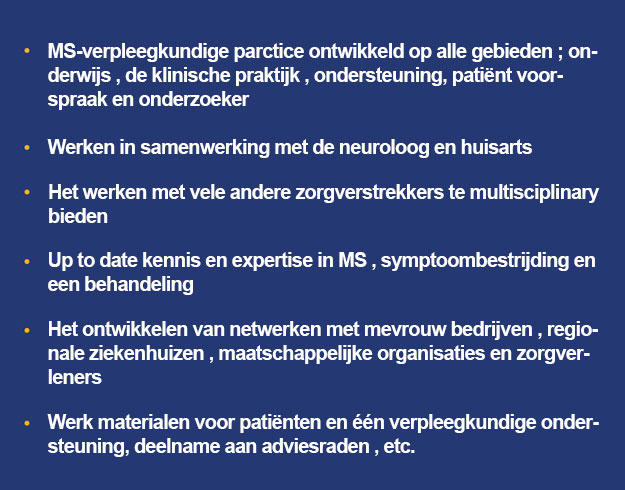 • MS-verpleegkundige parctice ontwikkeld op alle gebieden ; on-
derwijs , de klinische praktijk , ondersteuning, patiënt voor-
spraak en onderzoeker
• Werken in samenwerking met de neuroloog en huisarts
• Het werken met vele andere zorgverstrekkers te multisciplinary
bieden
• Up to date kennis en expertise in MS , symptoombestrijding en
een behandeling
• Het ontwikkelen van netwerken met mevrouw bedrijven , regio-
nale ziekenhuizen , maatschappelijke organisaties en zorgver-
leners
• Werk materialen voor patiënten en één verpleegkundige onder-
steuning, deelname aan adviesraden , etc.